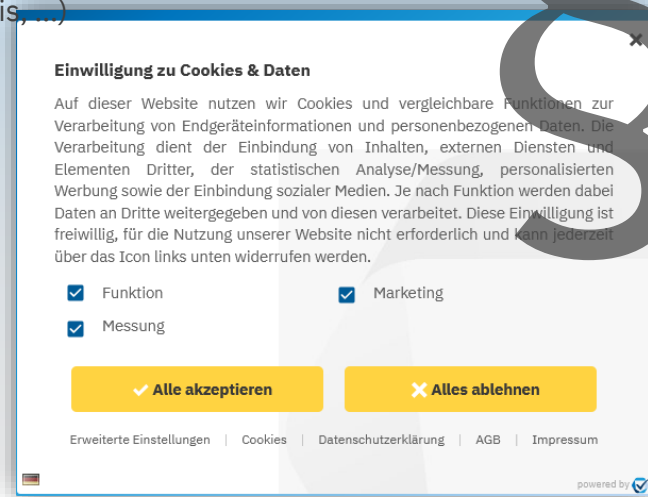 is, ...)
Einwilligung zu Cookies & Daten
Auf dieser Website nutzen wir Cookies und vergleichbare Funktionen zur
Verarbeitung von Endgeräteinformationen und personenbezogenen Daten. Die
Verarbeitung dient der Einbindung von Inhalten, externen Diensten und
Elementen Dritter, der statistischen Analyse/Messung, personalisierten
Werbung sowie der Einbindung sozialer Medien. Je nach Funktion werden dabei
Daten an Dritte weitergegeben und von diesen verarbeitet. Diese Einwilligung ist
freiwillig, für die Nutzung unserer Website nicht erforderlich und kann jederzeit
über das Icon links unten widerrufen werden.
Funktion Marketing
Messung
Alle akzeptieren Alles ablehnen
Erweiterte Einstellungen | Cookies | Datenschutzerklärung | AGB | Impressum
powered by